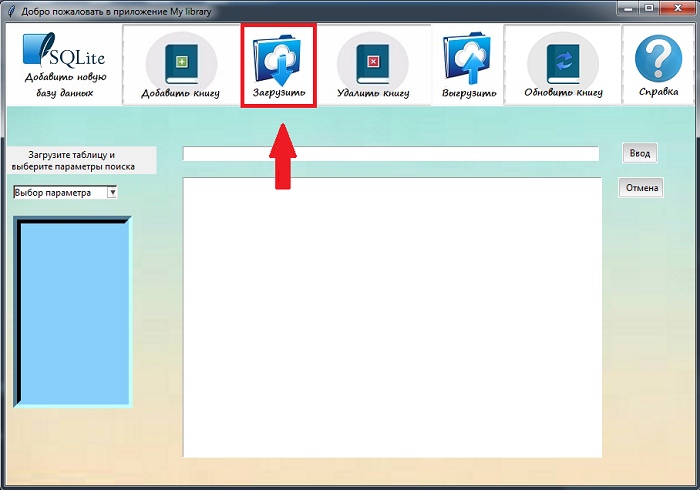 Добро пожаловать в приложение My library
SQLite
Добавить новую
базу данных
Добавить книгу
Загрузить
Удалить книгу
Выгрузить
Обновить книгу
Справка
Загрузите таблицу и
выберите параметры поиска
Ввод
Выбор параметра
Отмена